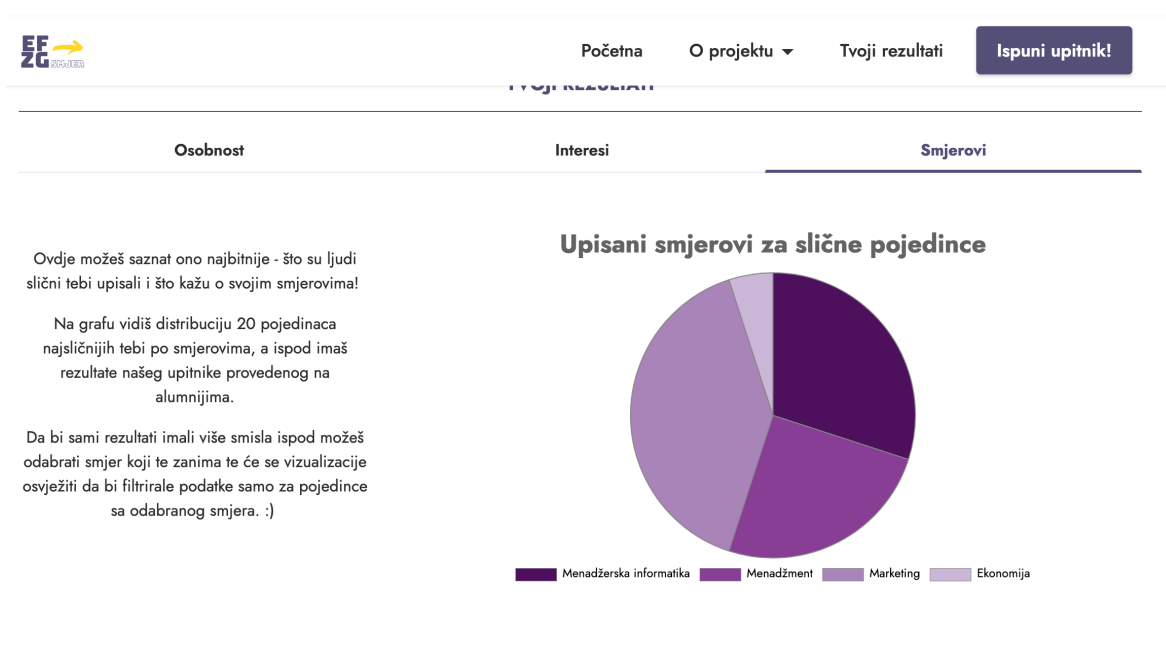 EF
ZG SMJER
Početna
O projektu
Tvoji rezultati
Ispuni upitnik!
TVOJI REZULTATI
Osobnost
Interesi
Smjerovi
Ovdje možeš saznat ono najbitnije - što su ljudi
slični tebi upisali i što kažu o svojim smjerovima!
Na grafu vidiš distribuciju 20 pojedinaca
najsličnijih tebi po smjerovima, a ispod imaš
rezultate našeg upitnike provedenog na
alumnijima.
Da bi sami rezultati imali više smisla ispod možeš
odabrati smjer koji te zanima te će se vizualizacije
osvježiti da bi filtrirale podatke samo za pojedince
sa odabranog smjera. :)
Upisani smjerovi za slične pojedince
Menadžerska informatika
Menadžment
Marketing
Ekonomija